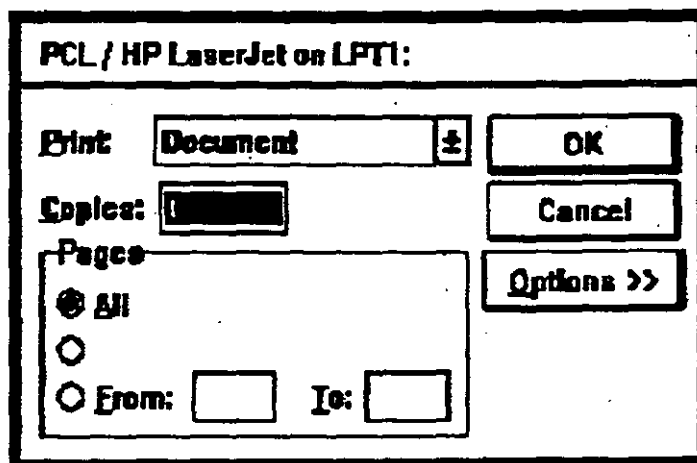 PCL / HP LaserJet on LPT1:
Print: Document OK
Copies: Cancel
Pages Options >>
All
From: To: